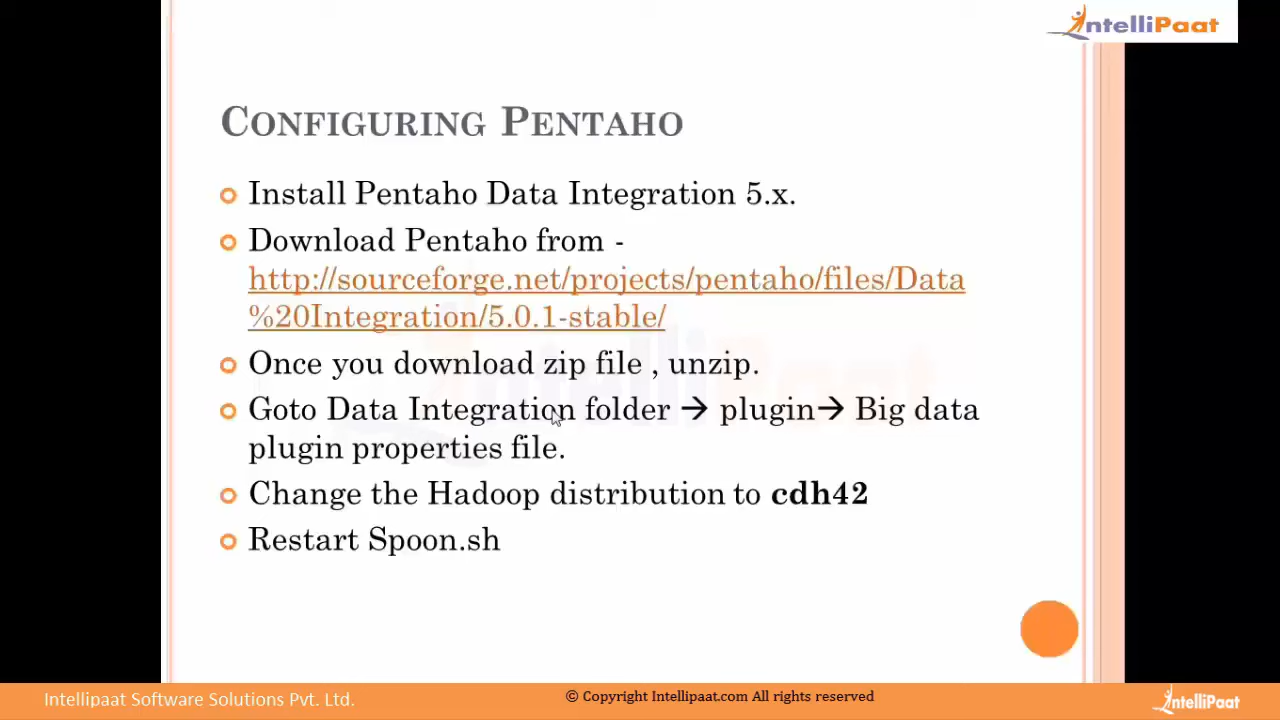 IntelliPaat
CONFIGURING PENTAHO
Install Pentaho Data Integration 5.x.
Download Pentaho from -
http://sourceforge.net/projects/pentaho/files/Data
%20Integration/5.0.1-stable/
Once you download zip file , unzip.
Goto Data Integration folder → plugin→ Big data
plugin properties file.
Change the Hadoop distribution to cdh42
Restart Spoon.sh
Intellipaat Software Solutions Pvt. Ltd.
© Copyright Intellipaat.com All rights reserved
IntelliPaat